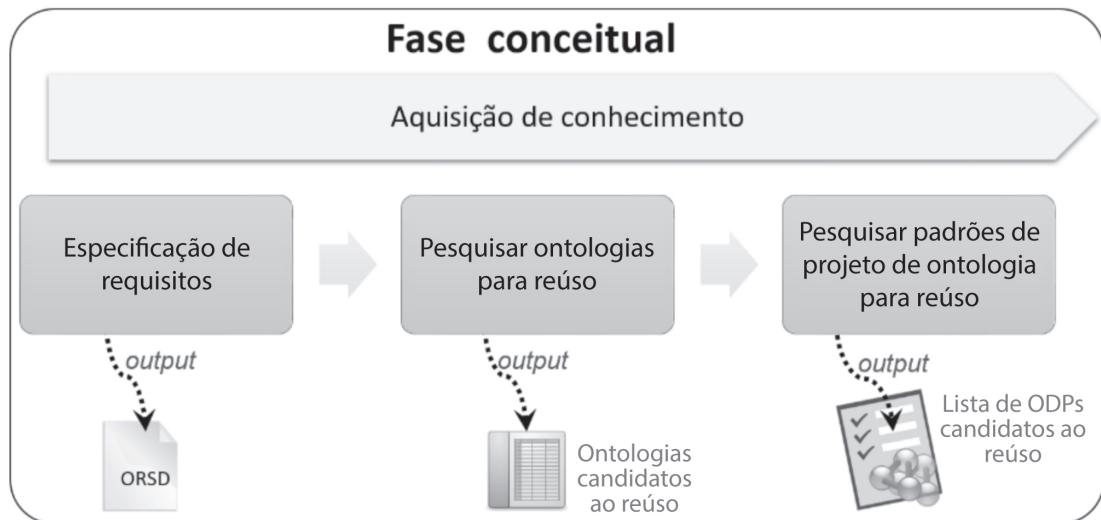 Fase conceitual
Aquisição de conhecimento
Especificação de
requisitos
Pesquisar ontologias
para reúso
Pesquisar padrões de
projeto de ontologia
para reúso
output
output
output
ORSD
Ontologias
candidatos
ao reúso
Lista de ODPs
candidatos ao
reúso